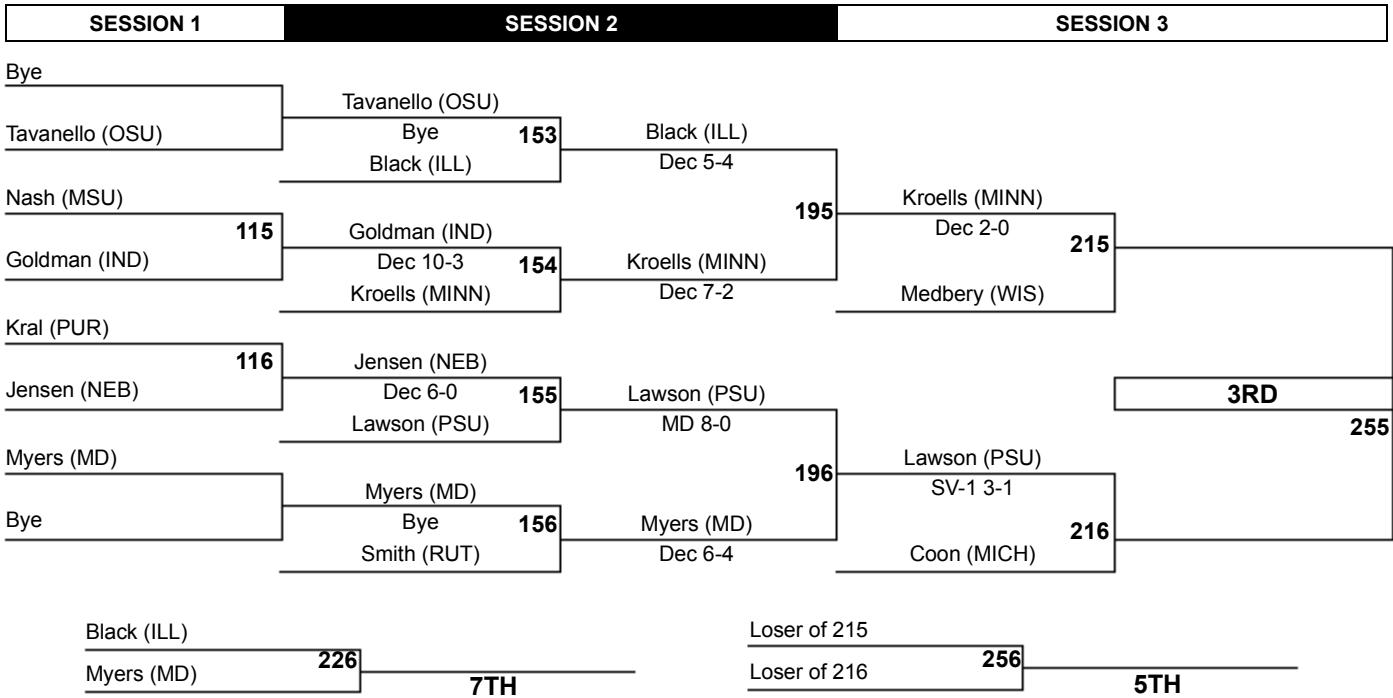 SESSION 1 SESSION 2 SESSION 3
Bye
Tavanello (OSU)
Tavanello (OSU)
Bye
153
Black (ILL)
Black (ILL)
Dec 5-4
Nash (MSU)
115
Goldman (IND)
Goldman (IND)
Dec 10-3
154
Kroells (MINN)
Kroells (MINN)
Dec 7-2
195
Kroells (MINN)
Dec 2-0
215
Medbery (WIS)
Kral (PUR)
116
Jensen (NEB)
Jensen (NEB)
Dec 6-0
155
Lawson (PSU)
Lawson (PSU)
MD 8-0
3RD
255
Myers (MD)
Bye
Myers (MD)
Bye
156
Smith (RUT)
Myers (MD)
Dec 6-4
196
Lawson (PSU)
SV-1 3-1
216
Coon (MICH)
Black (ILL)
226
Myers (MD)
7TH
Loser of 215
256
Loser of 216
5TH